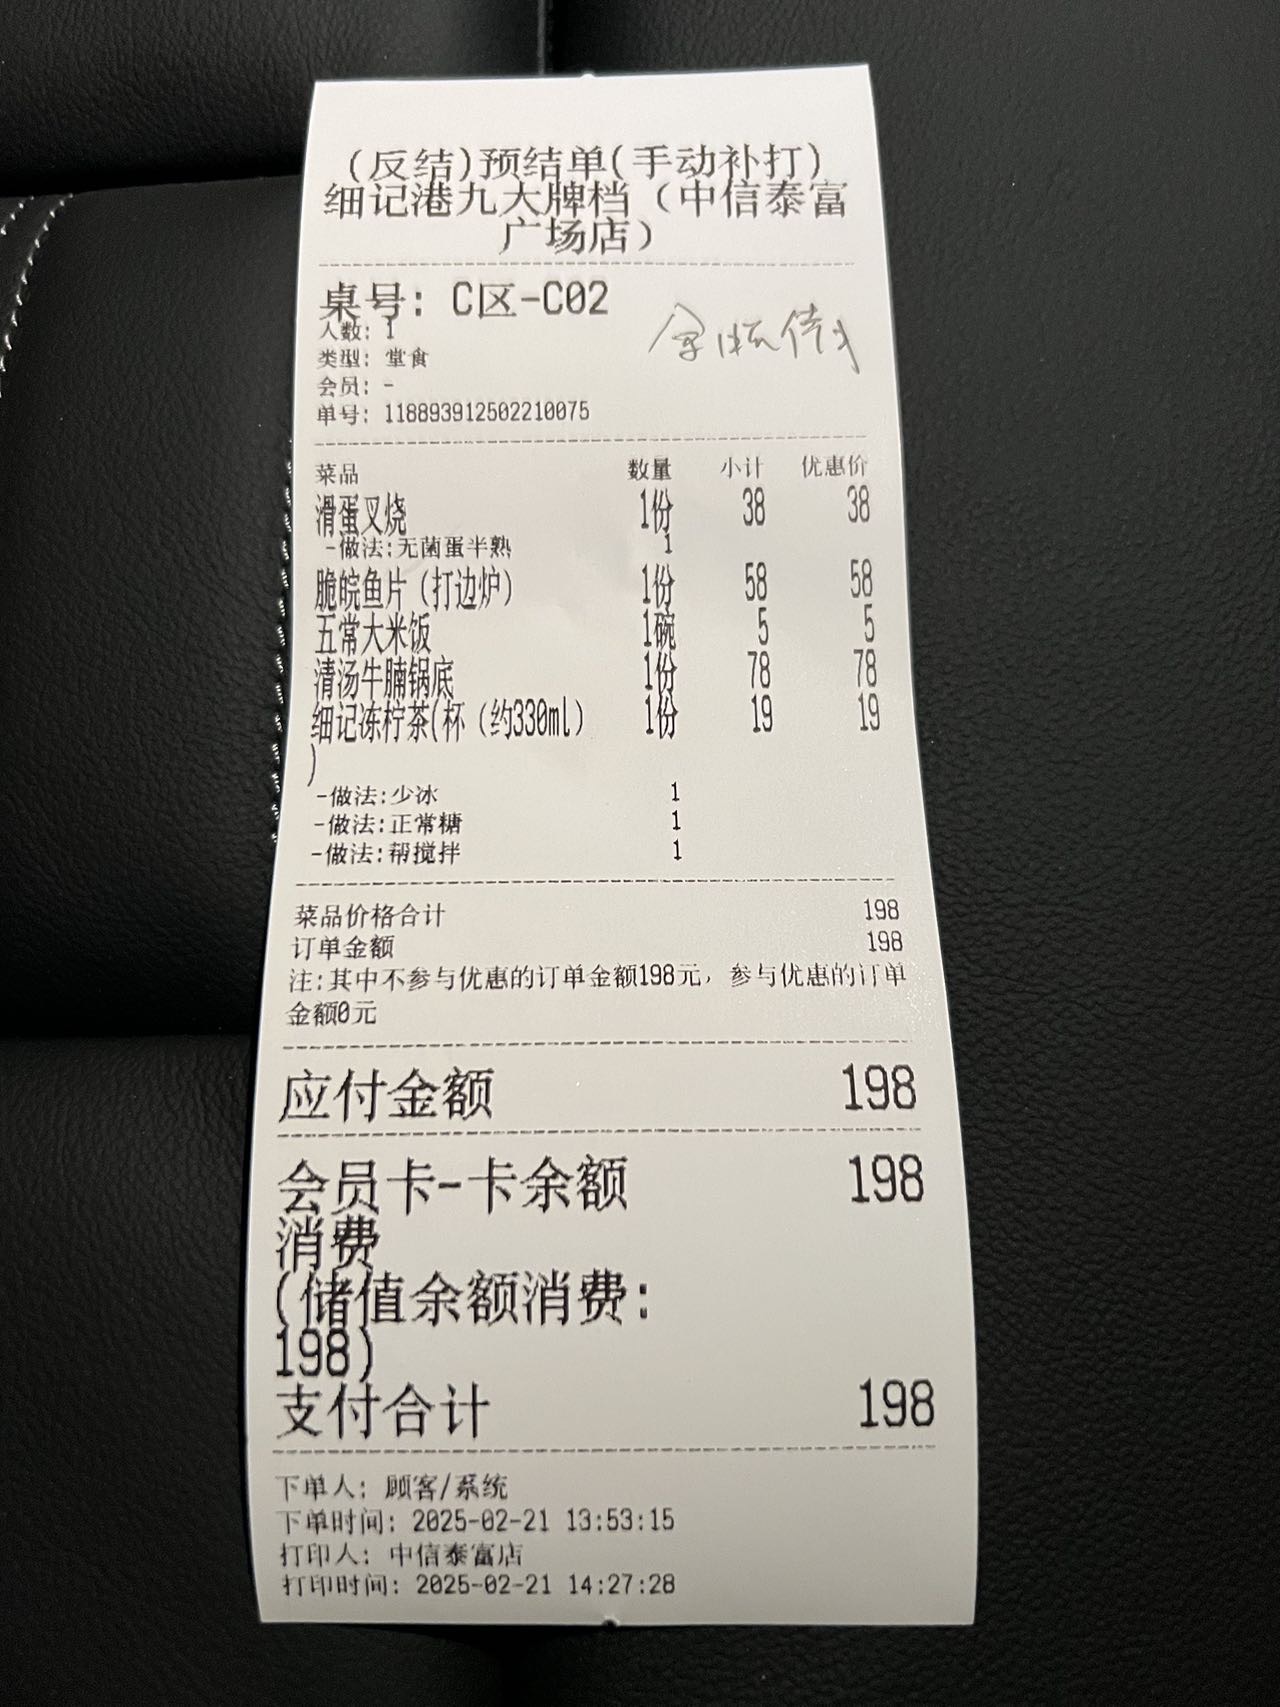 (反结)预结单(手动补打)
细记港九大牌档（中信泰富
广场店）
桌号: C区-C02
人数: 1
类型: 堂食
会员: -
单号: 118893912502210075
菜品 数量 小计 优惠价
滑蛋叉烧 1份 38 38
-做法:无菌蛋半熟 1
脆皖鱼片（打边炉） 1份 58 58
五常大米饭 1碗 5 5
清汤牛腩锅底 1份 78 78
细记冻柠茶(杯（约330ml） 1份 19 19
)
-做法:少冰 1
-做法:正常糖 1
-做法:帮搅拌 1
菜品价格合计 198
订单金额 198
注:其中不参与优惠的订单金额198元，参与优惠的订单
金额0元
应付金额 198
会员卡-卡余额 198
消费
(储值余额消费:
198)
支付合计 198
下单人: 顾客/系统
下单时间: 2025-02-21 13:53:15
打印人: 中信泰富店
打印时间: 2025-02-21 14:27:28